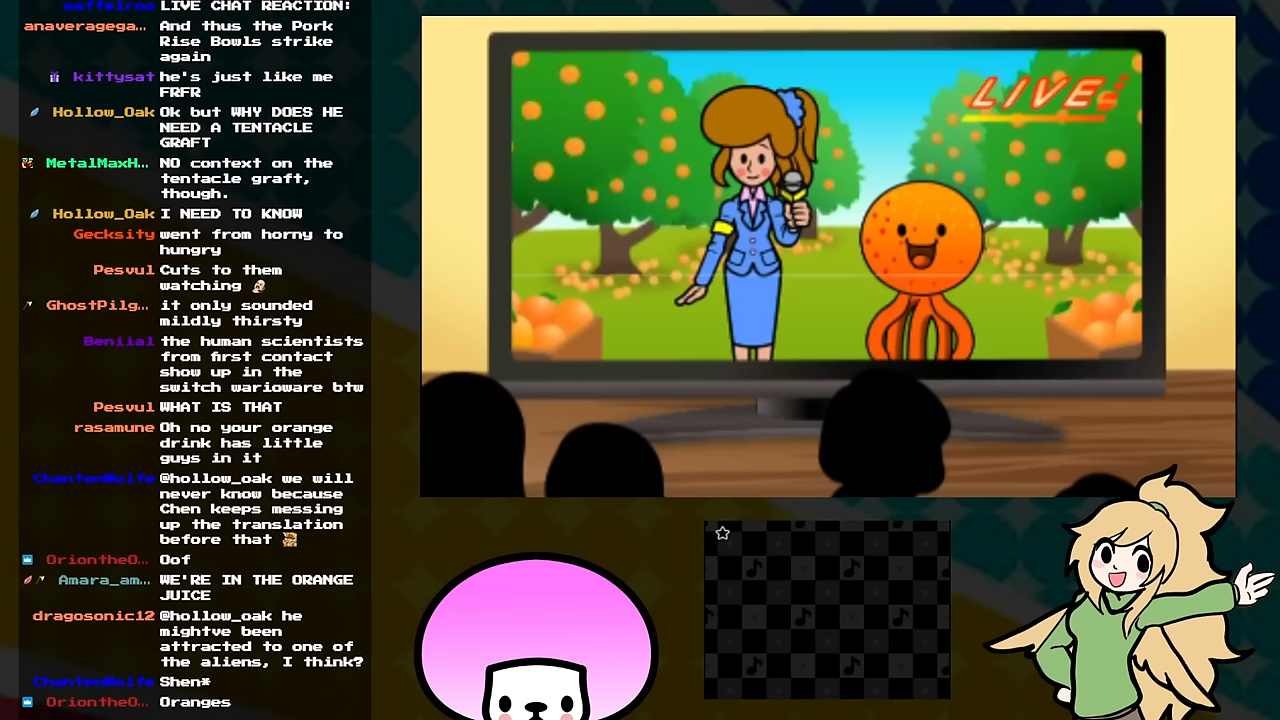 waffelroo LIVE CHAT REACTION:
anaveragega... And thus the Pork
Rise Bowls strike
again
kittysat he's just like me
FRFR
Hollow_Oak Ok but WHY DOES HE
NEED A TENTACLE
GRAFT
MetalMaxH... NO context on the
tentacle graft,
though.
Hollow_Oak I NEED TO KNOW
Gecksity went from horny to
hungry
Pesvul Cuts to them
watching
GhostPilg... it only sounded
mildly thirsty
Beniial the human scientists
from first contact
show up in the
switch warioware btw
Pesvul WHAT IS THAT
rasamune Oh no your orange
drink has little
guys in it
ChantenWolfe @hollow_oak we will
never know because
Chen keeps messing
up the translation
before that
OriontheO... Oof
Amara_am... WE'RE IN THE ORANGE
JUICE
dragosonic12 @hollow_oak he
mightve been
attracted to one of
the aliens, I think?
ChantenWolfe Shen*
OriontheO... Oranges
LIVE